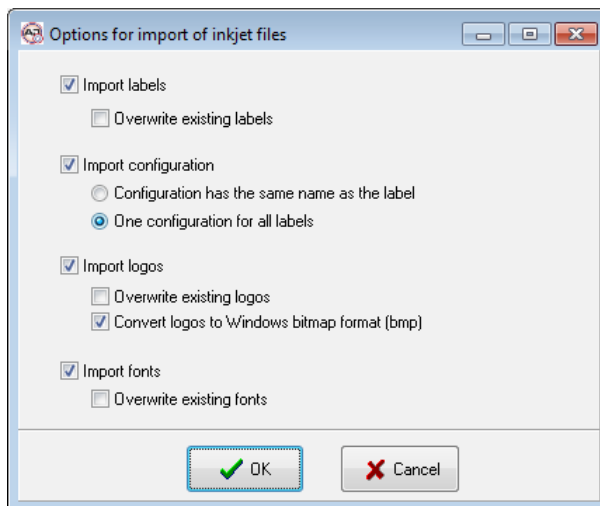 Options for import of inkjet files
Import labels
Overwrite existing labels
Import configuration
Configuration has the same name as the label
One configuration for all labels
Import logos
Overwrite existing logos
Convert logos to Windows bitmap format (bmp)
Import fonts
Overwrite existing fonts
OK
Cancel